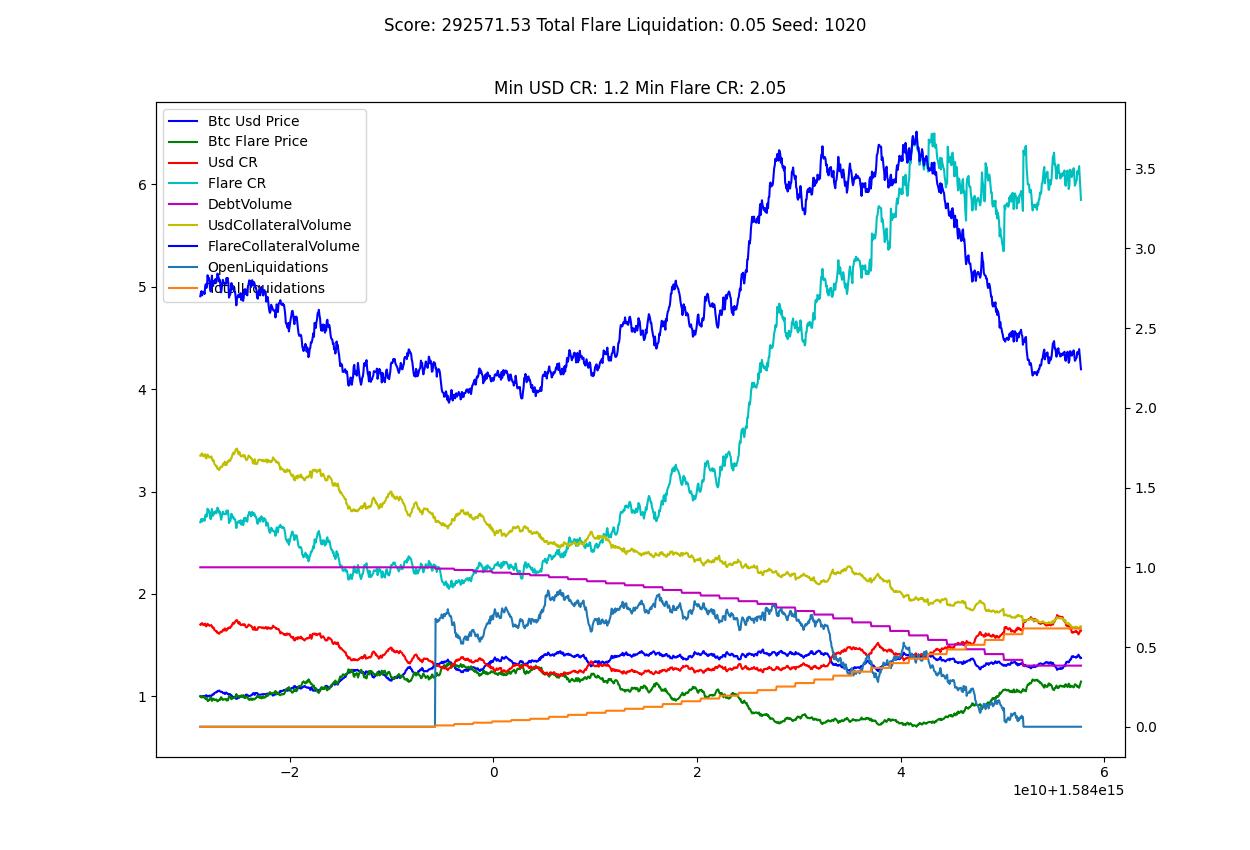 Score: 292571.53 Total Flare Liquidation: 0.05 Seed: 1020
Min USD CR: 1.2 Min Flare CR: 2.05
Btc Usd Price
Btc Flare Price
Usd CR
Flare CR
DebtVolume
UsdCollateralVolume
FlareCollateralVolume
OpenLiquidations
TotalLiquidations
6
5
4
3
2
1
3.5
3.0
2.5
2.0
1.5
1.0
0.5
0.0
−2
0
2
4
6
1e10+1.584e15